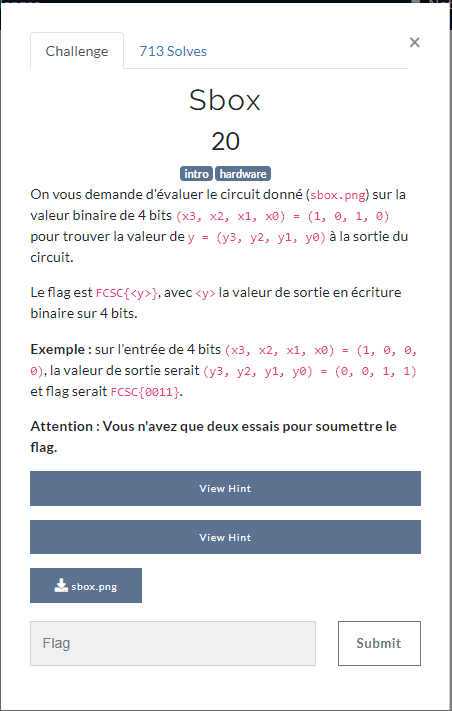 Challenge 713 Solves ×
Sbox
20
intro hardware
On vous demande d'évaluer le circuit donné (sbox.png) sur la
valeur binaire de 4 bits (x3, x2, x1, x0) = (1, 0, 1, 0)
pour trouver la valeur de y = (y3, y2, y1, y0) à la sortie du
circuit.
Le flag est FCSC{<y>}, avec <y> la valeur de sortie en écriture
binaire sur 4 bits.
Exemple : sur l'entrée de 4 bits (x3, x2, x1, x0) = (1, 0, 0,
0), la valeur de sortie serait (y3, y2, y1, y0) = (0, 0, 1, 1)
et flag serait FCSC{0011}.
Attention : Vous n'avez que deux essais pour soumettre le
flag.
View Hint
View Hint
sbox.png
Flag Submit